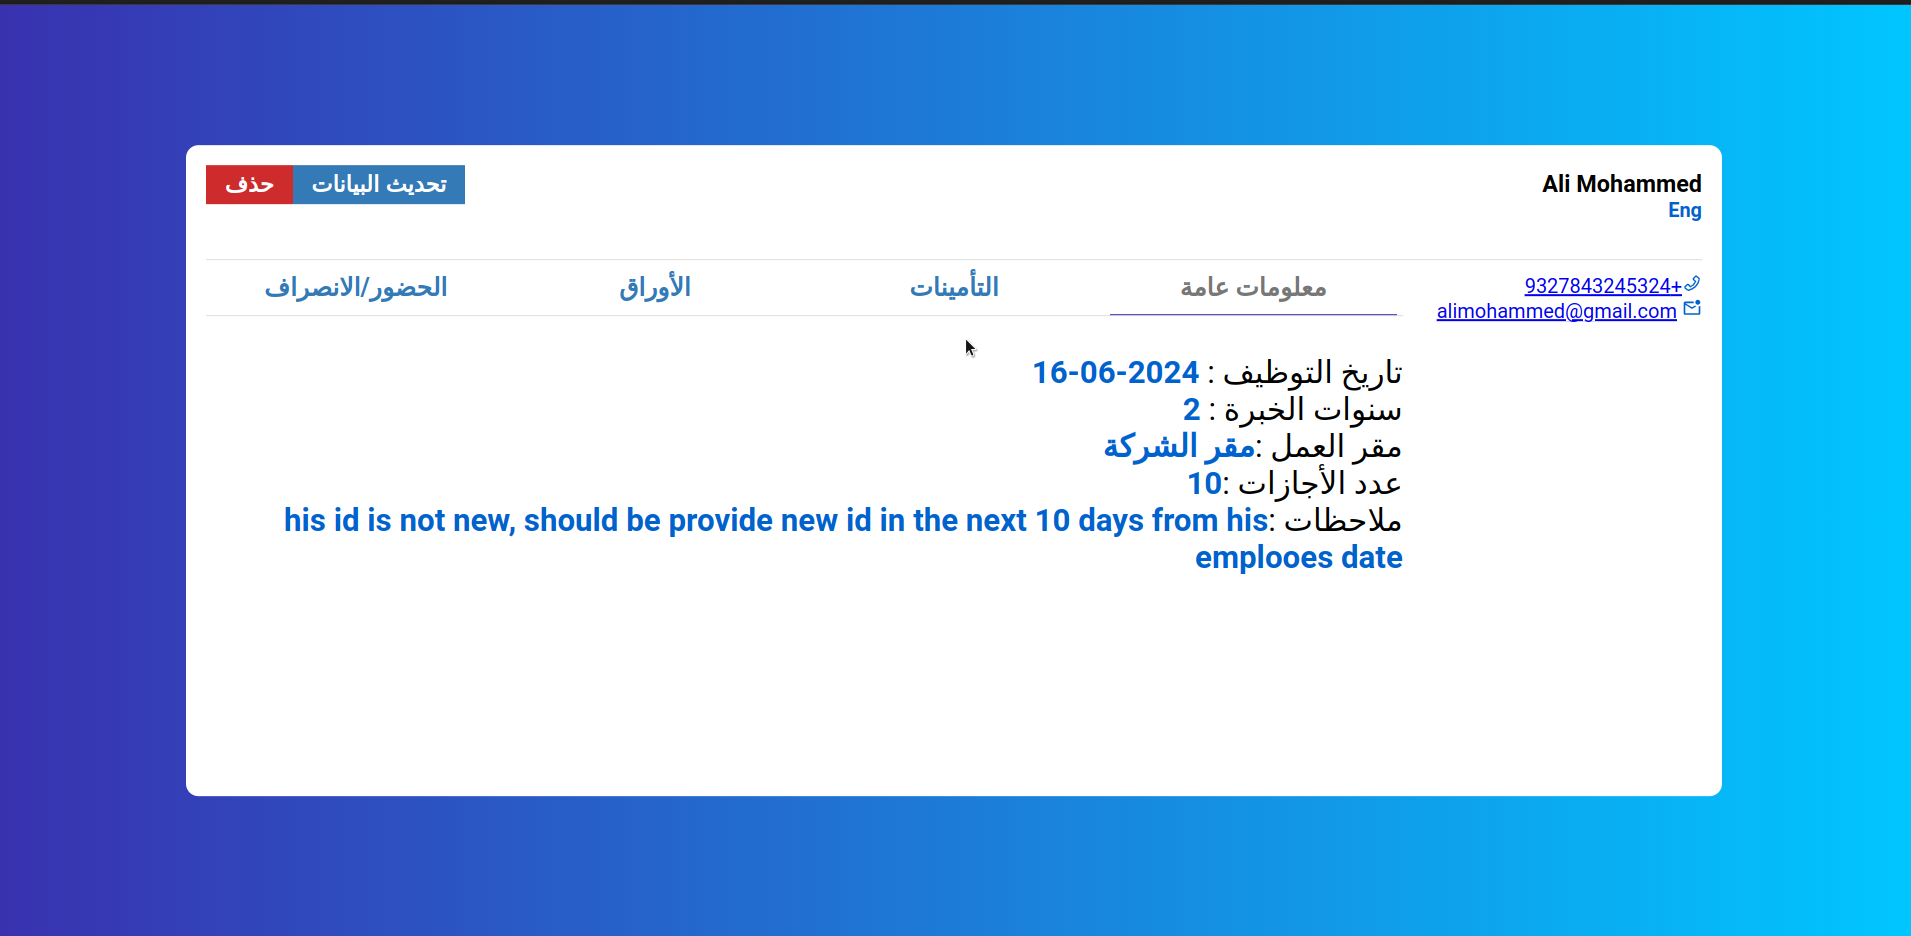 Ali Mohammed
Eng
تحديث البيانات
حذف
+9327843245324
alimohammed@gmail.com
معلومات عامة
التأمينات
الأوراق
الحضور/الانصراف
تاريخ التوظيف : 16-06-2024
سنوات الخبرة : 2
مقر العمل :مقر الشركة
عدد الأجازات :10
ملاحظات :his id is not new, should be provide new id in the next 10 days from his
emplooes date